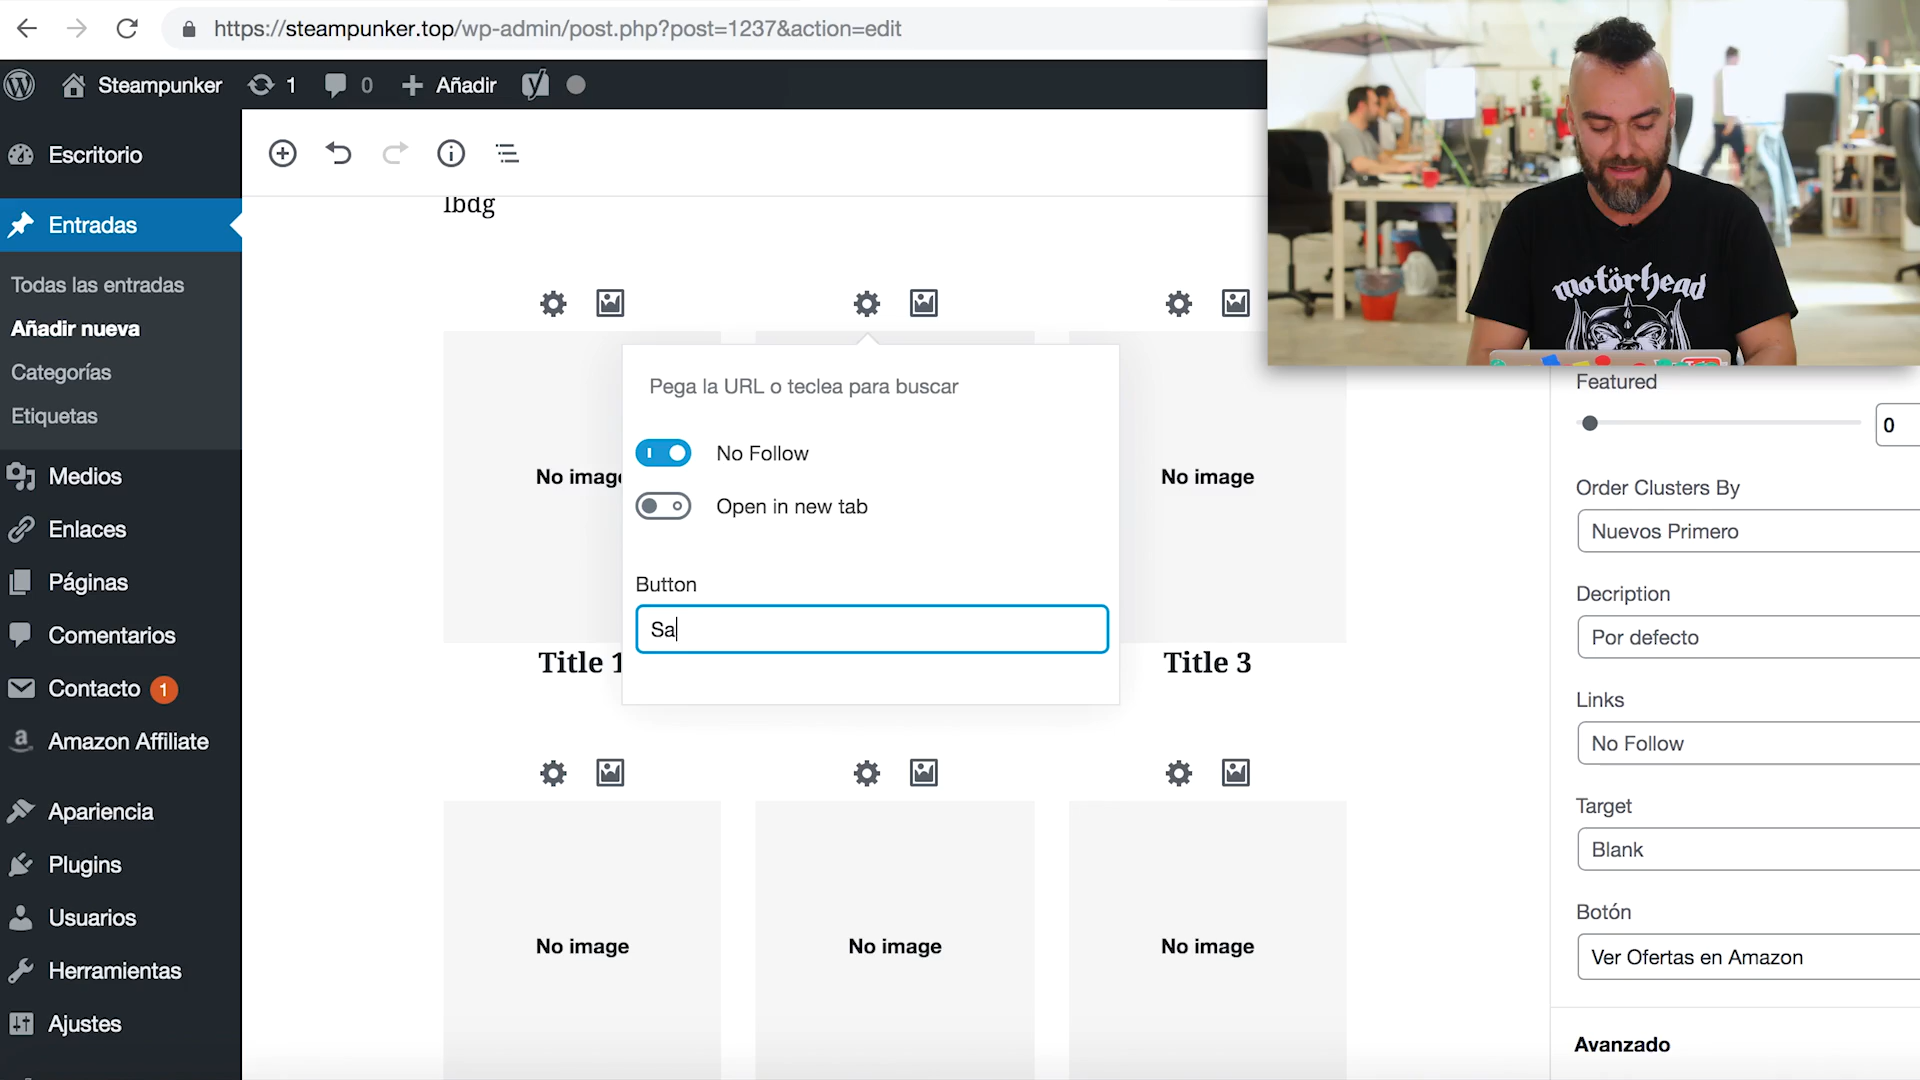 https://steampunker.top/wp-admin/post.php?post=1237&action=edit
Steampunker 1 0 Añadir
Escritorio
Entradas
Todas las entradas
Añadir nueva
Categorías
Etiquetas
Medios
Enlaces
Páginas
Comentarios
Contacto 1
Amazon Affiliate
Apariencia
Plugins
Usuarios
Herramientas
Ajustes
lbdg
Pega la URL o teclea para buscar
No Follow
Open in new tab
Button
Sa
No imag
No image
Title 1
Title 3
No image
No image
No image
motörhead
Featured
0
Order Clusters By
Nuevos Primero
Decription
Por defecto
Links
No Follow
Target
Blank
Botón
Ver Ofertas en Amazon
Avanzado